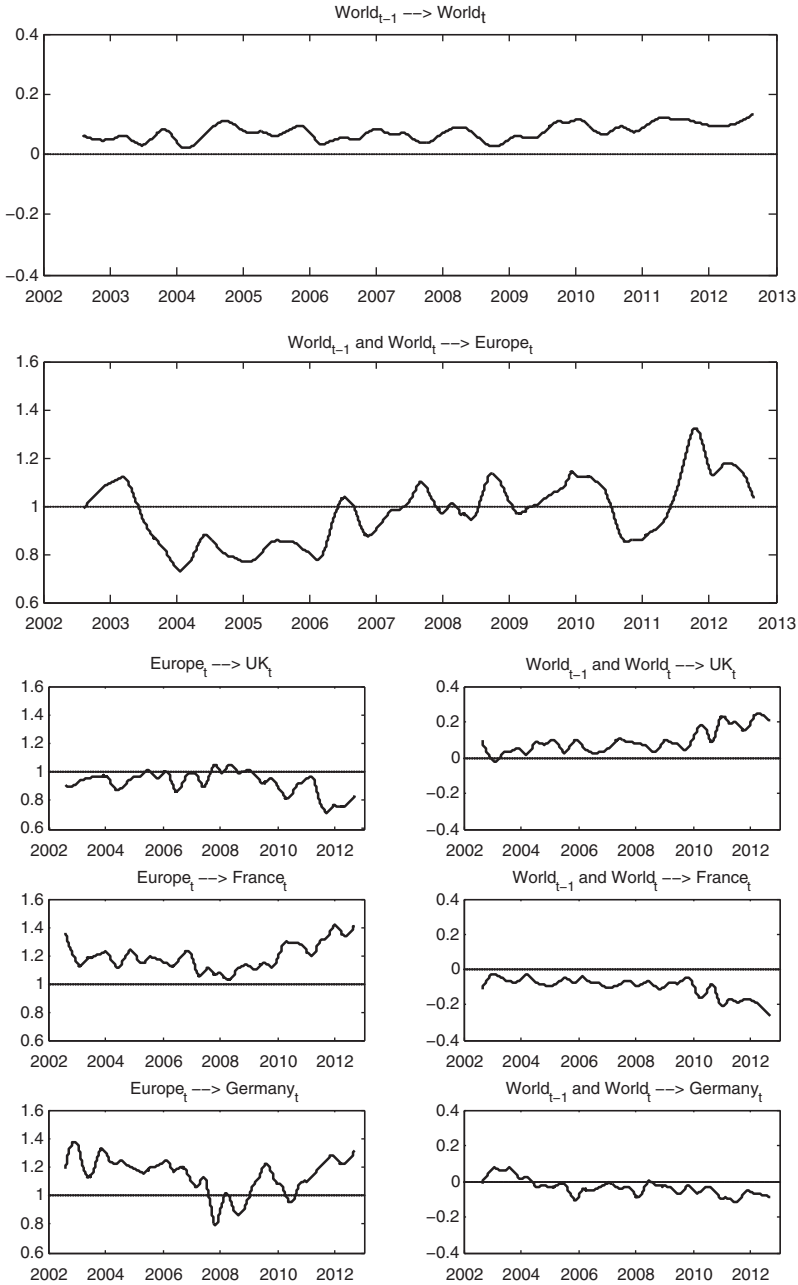 World_{t−1} −−> World_t
0.4
0.2
0
−0.2
−0.4
2002 2003 2004 2005 2006 2007 2008 2009 2010 2011 2012 2013
World_{t−1} and World_t −−> Europe_t
1.6
1.4
1.2
1
0.8
0.6
2002 2003 2004 2005 2006 2007 2008 2009 2010 2011 2012 2013
Europe_t −−> UK_t
1.6
1.4
1.2
1
0.8
0.6
2002 2004 2006 2008 2010 2012
World_{t−1} and World_t −−> UK_t
0.4
0.2
0
−0.2
−0.4
2002 2004 2006 2008 2010 2012
Europe_t −−> France_t
1.6
1.4
1.2
1
0.8
0.6
2002 2004 2006 2008 2010 2012
World_{t−1} and World_t −−> France_t
0.4
0.2
0
−0.2
−0.4
2002 2004 2006 2008 2010 2012
Europe_t −−> Germany_t
1.6
1.4
1.2
1
0.8
0.6
2002 2004 2006 2008 2010 2012
World_{t−1} and World_t −−> Germany_t
0.4
0.2
0
−0.2
−0.4
2002 2004 2006 2008 2010 2012